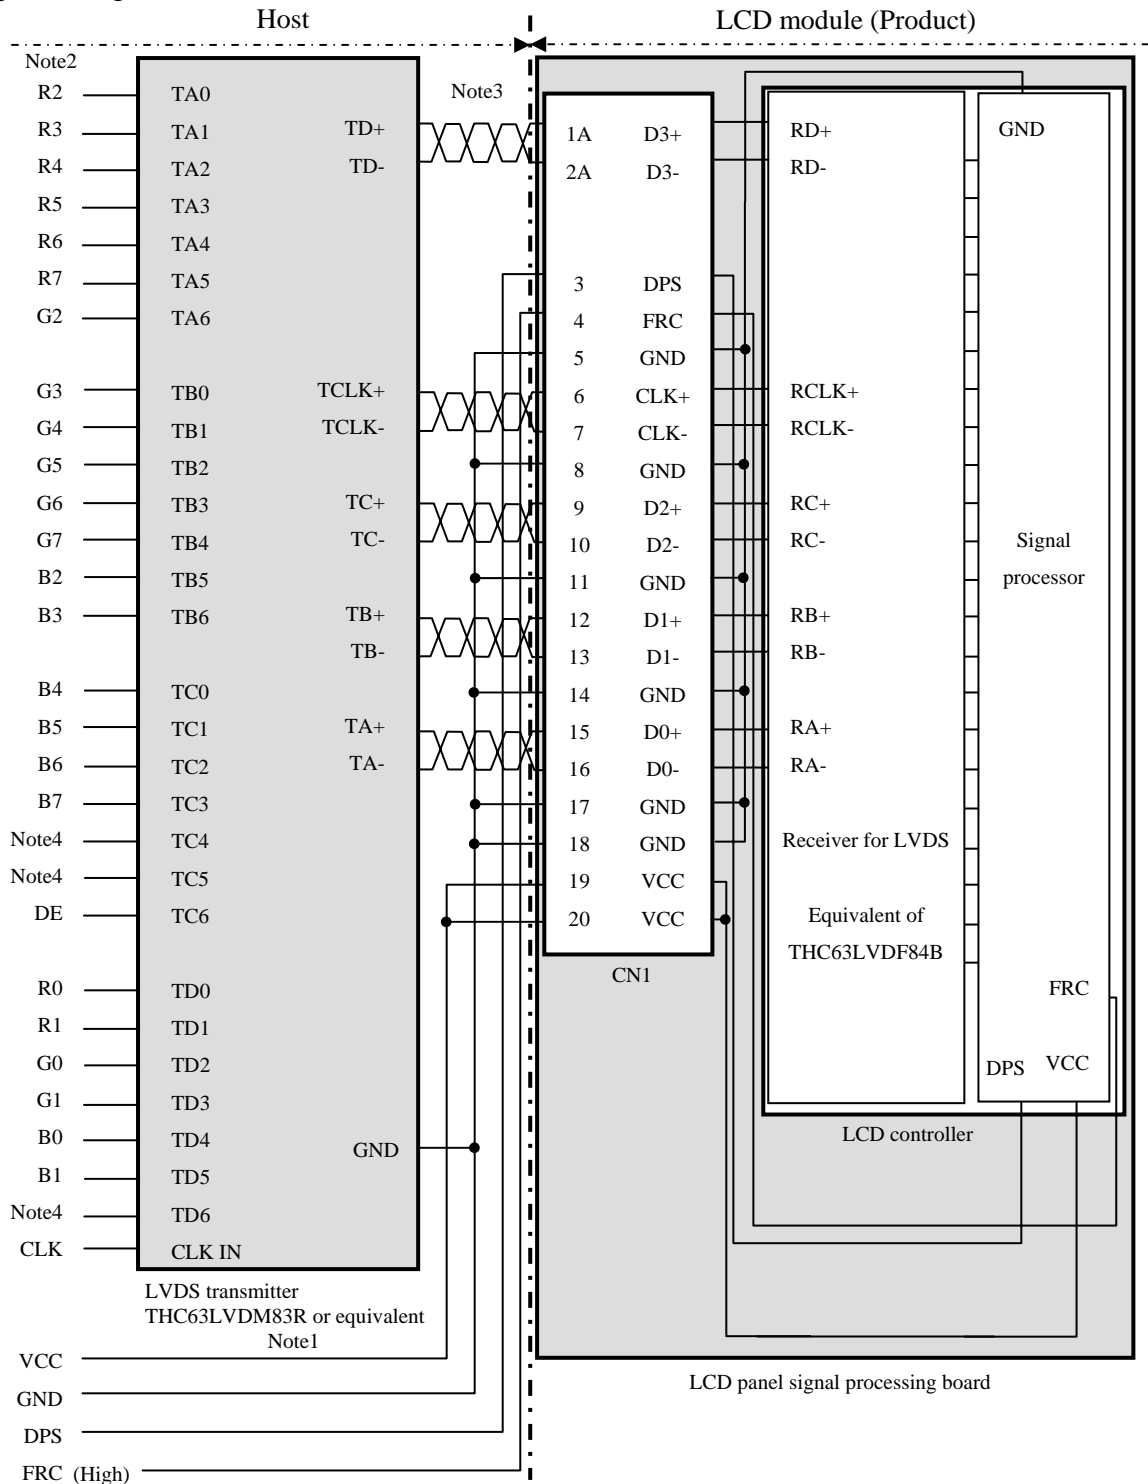 Host
LCD module (Product)
Note2
R2
R3
R4
R5
R6
R7
G2
G3
G4
G5
G6
G7
B2
B3
B4
B5
B6
B7
Note4
Note4
DE
R0
R1
G0
G1
B0
B1
Note4
CLK
TA0
TA1
TA2
TA3
TA4
TA5
TA6
TB0
TB1
TB2
TB3
TB4
TB5
TB6
TC0
TC1
TC2
TC3
TC4
TC5
TC6
TD0
TD1
TD2
TD3
TD4
TD5
TD6
CLK IN
TD+
TD-
TCLK+
TCLK-
TC+
TC-
TB+
TB-
TA+
TA-
GND
Note3
1A D3+
2A D3-
3 DPS
4 FRC
5 GND
6 CLK+
7 CLK-
8 GND
9 D2+
10 D2-
11 GND
12 D1+
13 D1-
14 GND
15 D0+
16 D0-
17 GND
18 GND
19 VCC
20 VCC
CN1
RD+
RD-
RCLK+
RCLK-
RC+
RC-
RB+
RB-
RA+
RA-
Receiver for LVDS
Equivalent of
THC63LVDF84B
GND
Signal
processor
FRC
DPS VCC
LCD controller
LVDS transmitter
THC63LVDM83R or equivalent
Note1
LCD panel signal processing board
VCC
GND
DPS
FRC (High)